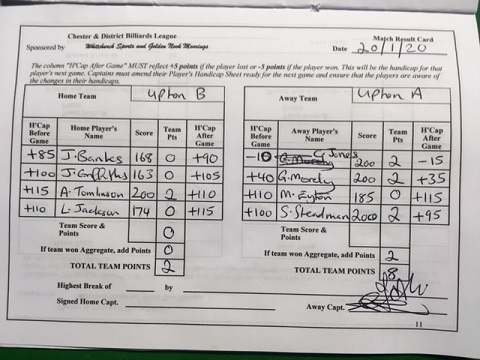 Chester & District Billiards League
Match Result Card
Sponsored by Whitchurch Sports and Golden Nook Moorings
Date 20/1/20
The column "H'Cap After Game" MUST reflect +5 points if the player lost or -5 points if the player won. This will be the handicap for that
player's next game. Captains must amend their Player's Handicap Sheet ready for the next game and ensure that the players are aware of
the changes in their handicaps.
Home Team Upton B
H'Cap Before Game Home Player's Name Score Team Pts H'Cap After Game
+85 J. Banks 168 0 +90
+100 J. Griffiths 163 0 +105
+115 A. Tomlinson 200 2 +110
+110 L. Jackson 174 0 +115
Team Score & Points 0
If team won Aggregate, add Points 0
TOTAL TEAM POINTS 2
Away Team Upton A
H'Cap Before Game Away Player's Name Score Team Pts H'Cap After Game
-10 G. Mordy Jones 200 2 -15
+40 G. Mordy 200 2 +35
+110 M. Eyton 185 0 +115
+100 S. Steadman 200 2 +95
Team Score & Points
If team won Aggregate, add Points 2
TOTAL TEAM POINTS 8
Highest Break of by
Signed Home Capt.
Away Capt.
11